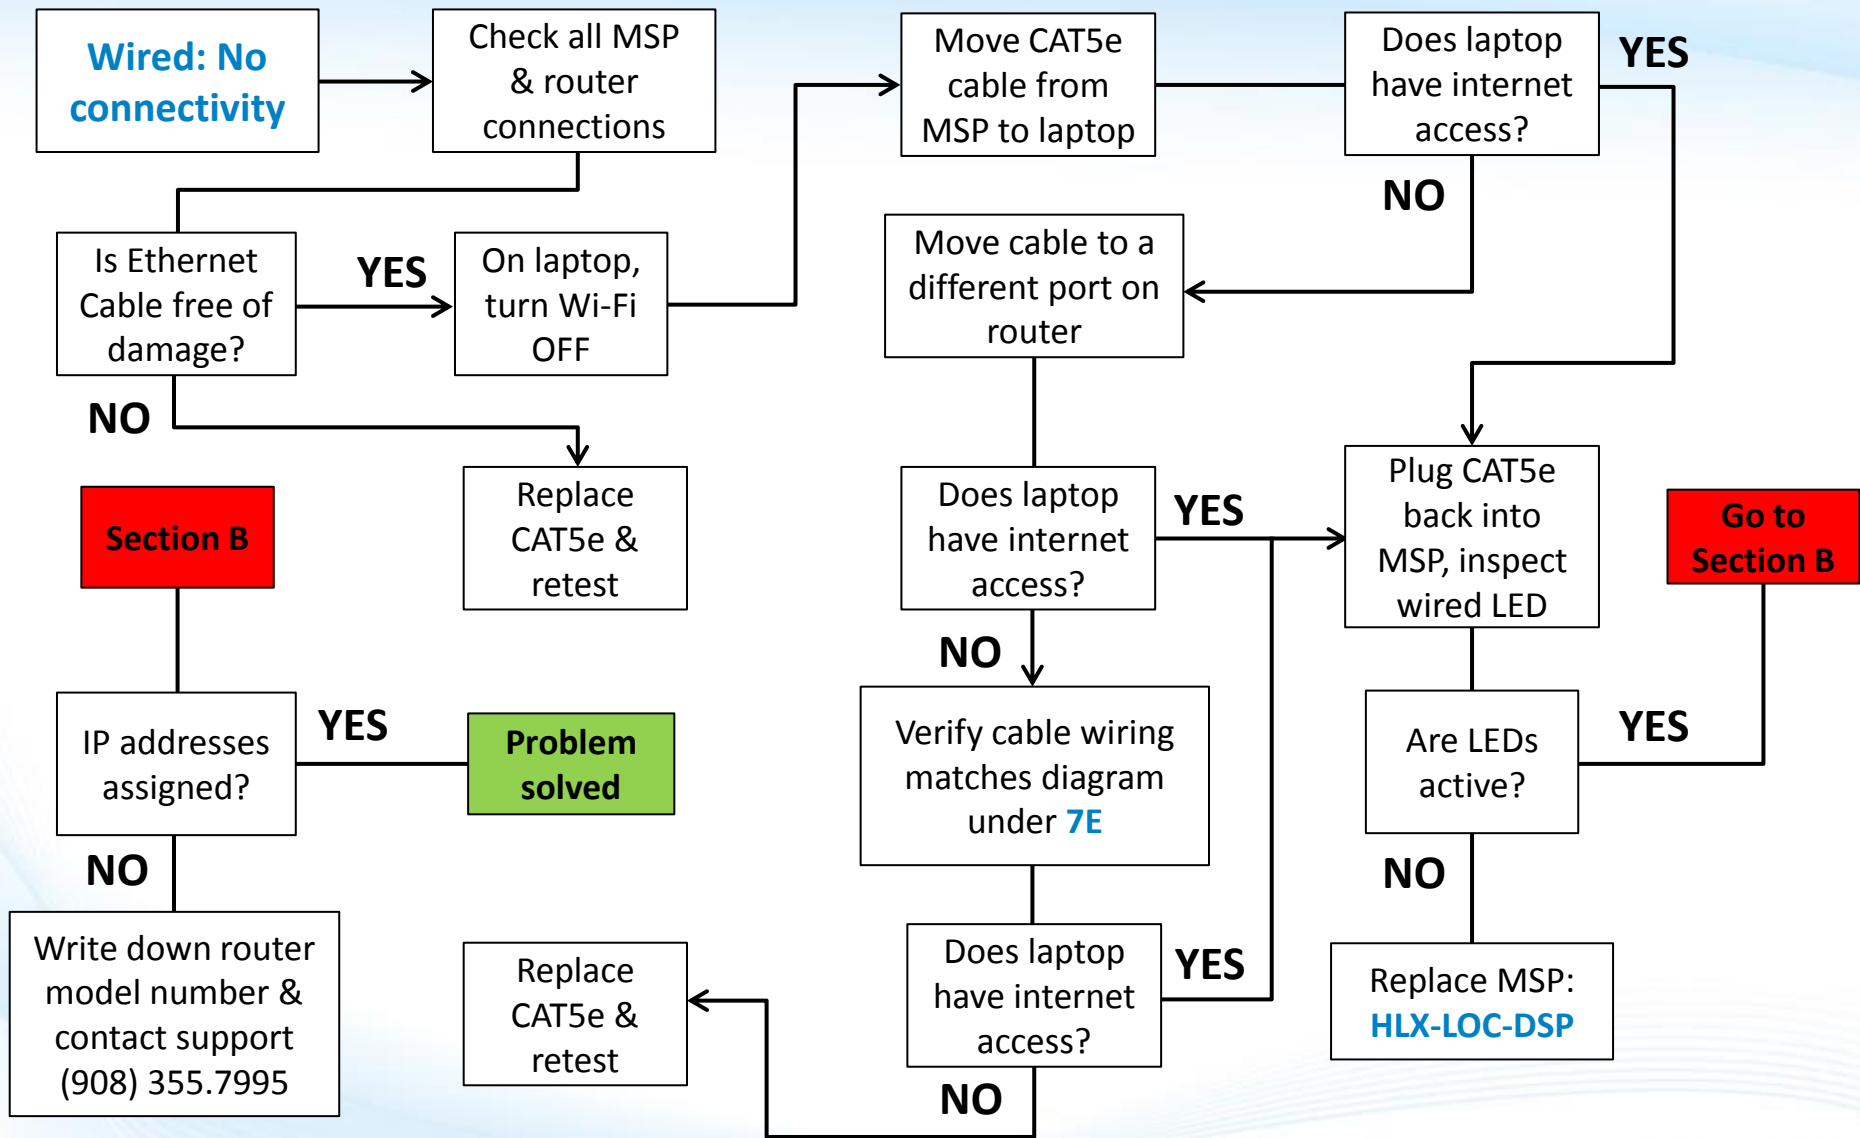 Wired: No
connectivity
Check all MSP
& router
connections
Move CAT5e
cable from
MSP to laptop
Does laptop
have internet
access?
YES
NO
Is Ethernet
Cable free of
damage?
YES
On laptop,
turn Wi-Fi
OFF
Move cable to a
different port on
router
NO
Replace
CAT5e &
retest
Does laptop
have internet
access?
YES
Plug CAT5e
back into
MSP, inspect
wired LED
Go to
Section B
Section B
NO
IP addresses
assigned?
YES
Problem
solved
Verify cable wiring
matches diagram
under 7E
Are LEDs
active?
YES
NO
NO
Write down router
model number &
contact support
(908) 355.7995
Replace
CAT5e &
retest
Does laptop
have internet
access?
YES
Replace MSP:
HLX-LOC-DSP
NO